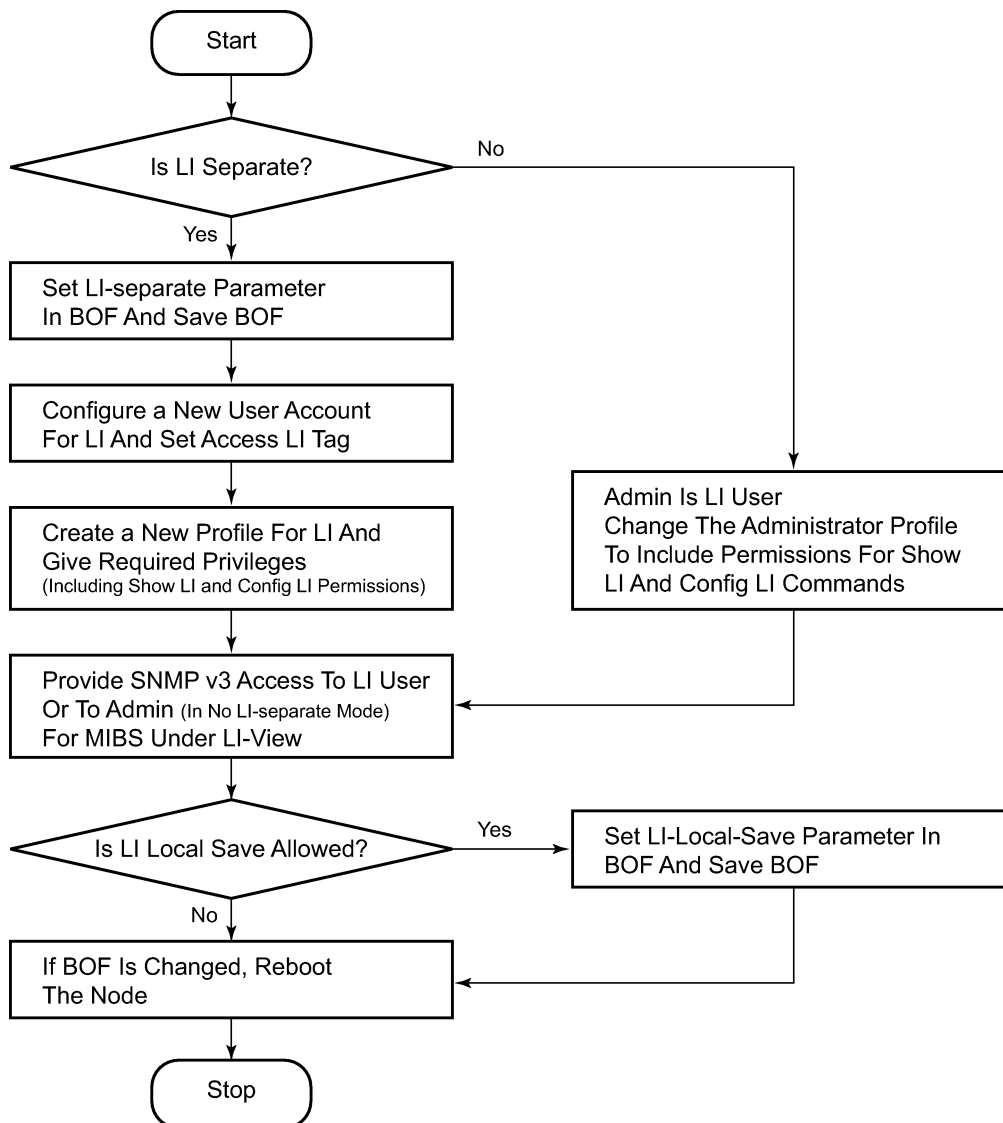 Start
Is LI Separate?
No
Yes
Set LI-separate Parameter
In BOF And Save BOF
Configure a New User Account
For LI And Set Access LI Tag
Create a New Profile For LI And
Give Required Privileges
(Including Show LI and Config LI Permissions)
Admin Is LI User
Change The Administrator Profile
To Include Permissions For Show
LI And Config LI Commands
Provide SNMP v3 Access To LI User
Or To Admin (In No LI-separate Mode)
For MIBS Under LI-View
Is LI Local Save Allowed?
Yes
Set LI-Local-Save Parameter In
BOF And Save BOF
No
If BOF Is Changed, Reboot
The Node
Stop